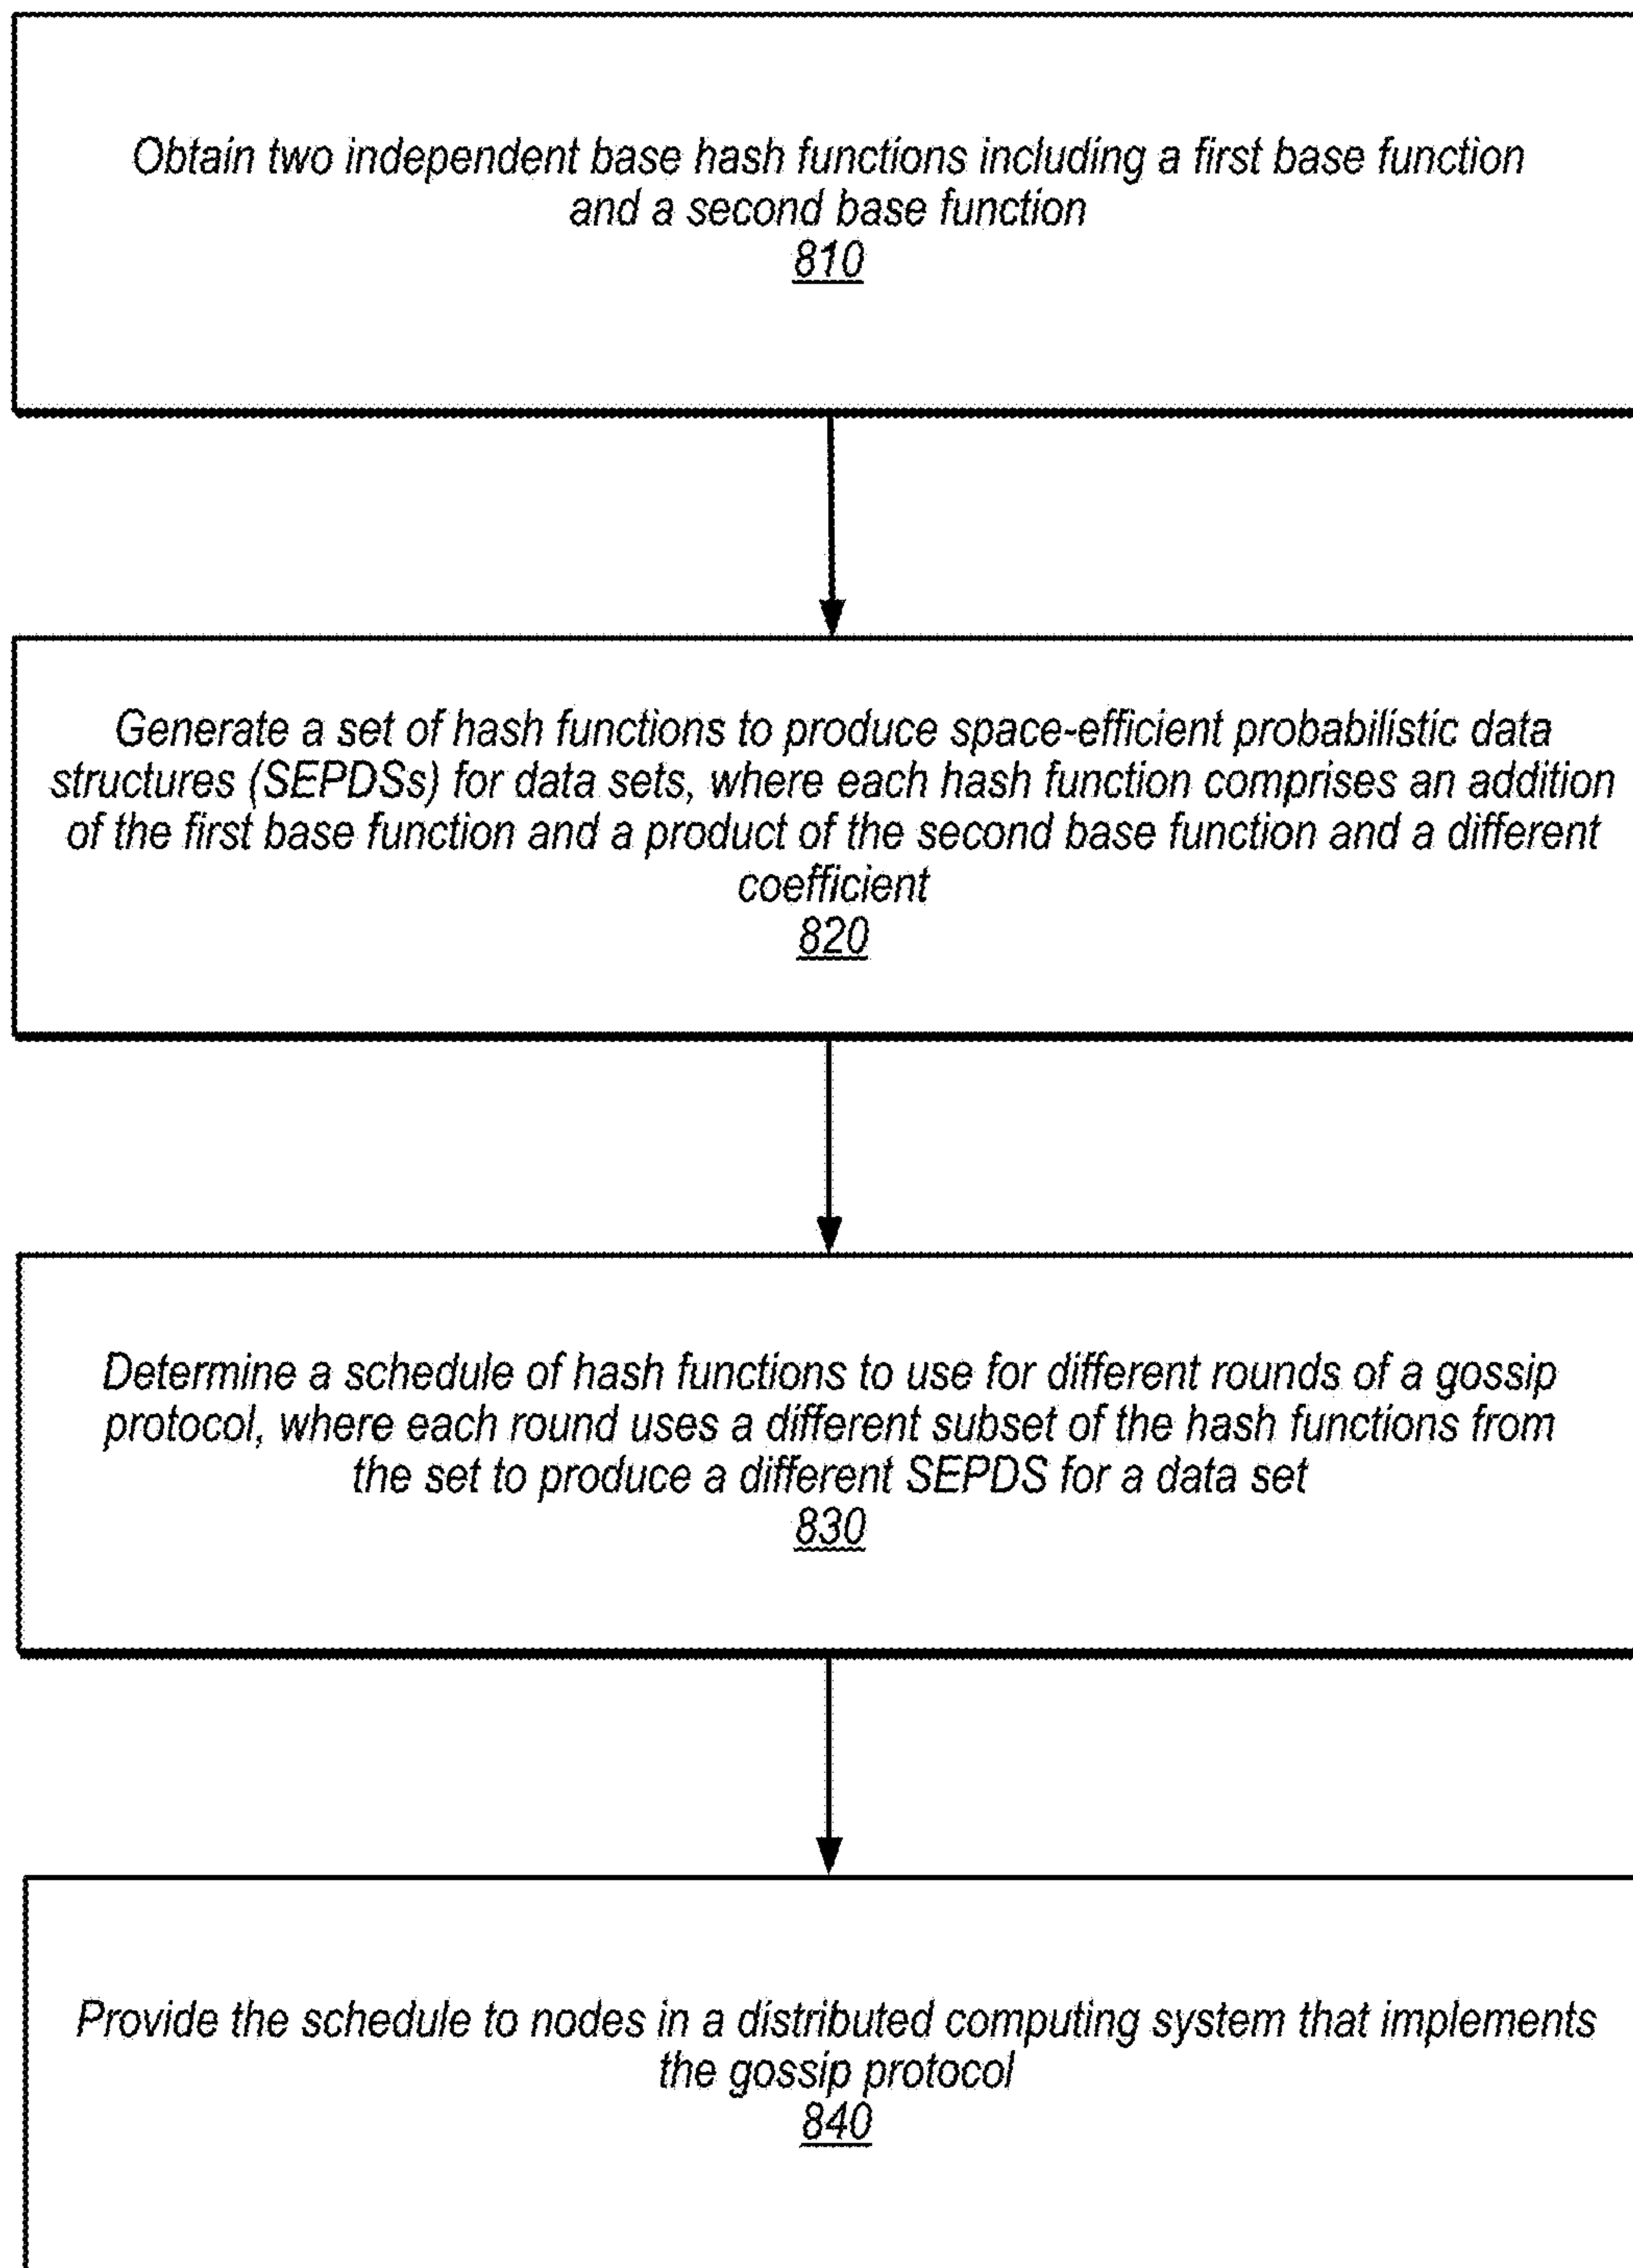 Obtain two independent base hash functions including a first base function
and a second base function
810
Generate a set of hash functions to produce space-efficient probabilistic data
structures (SEPDSs) for data sets, where each hash function comprises an addition
of the first base function and a product of the second base function and a different
coefficient
820
Determine a schedule of hash functions to use for different rounds of a gossip
protocol, where each round uses a different subset of the hash functions from
the set to produce a different SEPDS for a data set
830
Provide the schedule to nodes in a distributed computing system that implements
the gossip protocol
840